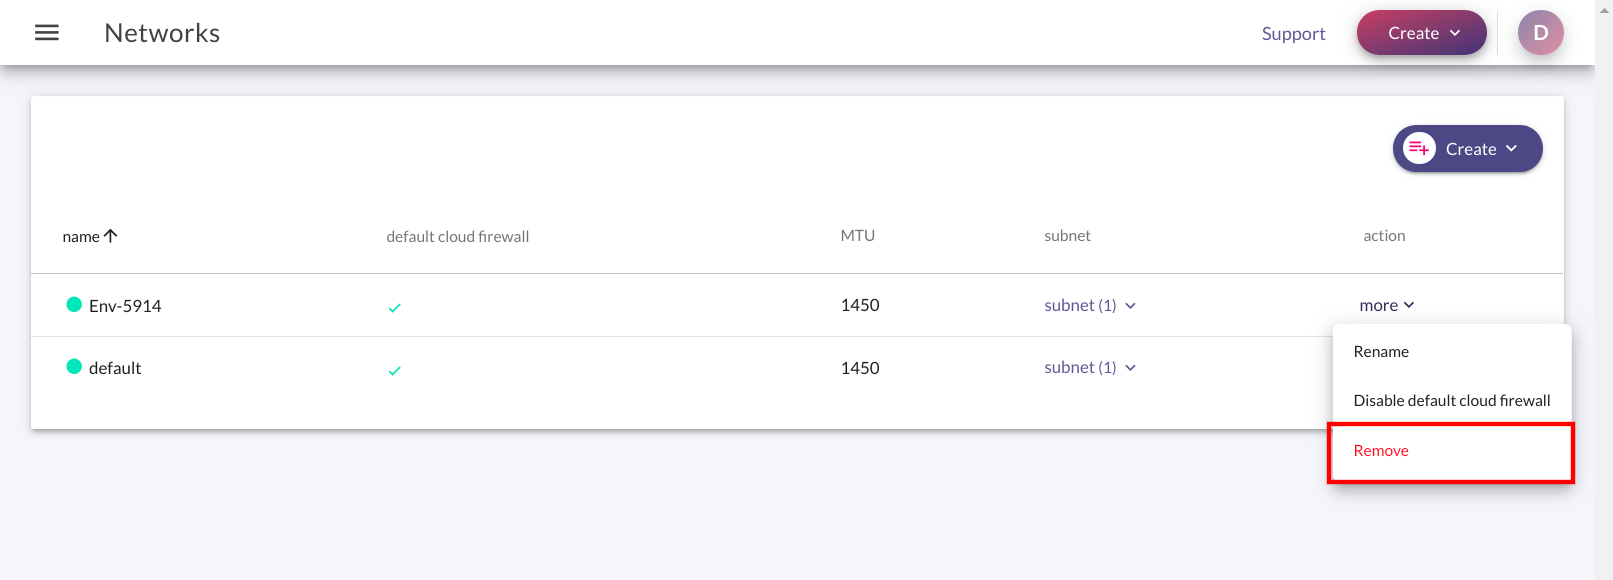 Networks
Support
Create
D
Create
name default cloud firewall MTU subnet action
Env-5914 1450 subnet (1) more
default 1450 subnet (1)
Rename
Disable default cloud firewall
Remove